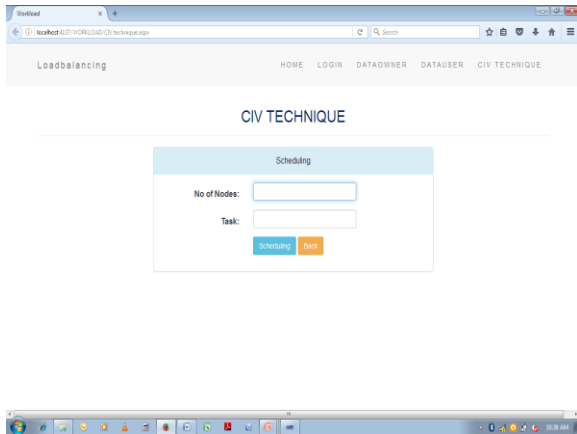 Workload
localhost:4137/WORKLOAD/CIV technique.aspx
Search
Loadbalancing HOME LOGIN DATAOWNER DATAUSER CIV TECHNIQUE
CIV TECHNIQUE
Scheduling
No of Nodes:
Task:
Scheduling Back
10:38 AM